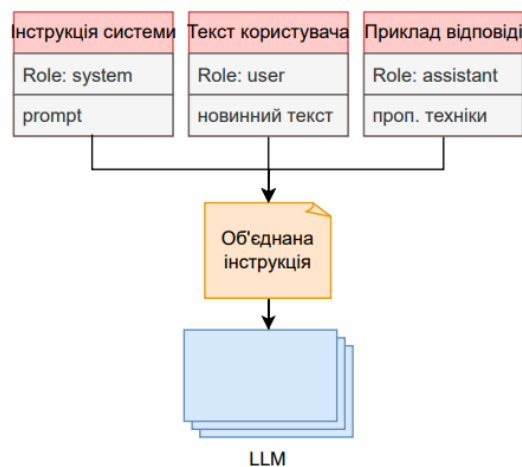 Інструкція системи
Текст користувача
Приклад відповіді
Role: system
Role: user
Role: assistant
prompt
новинний текст
проп. техніки
Об'єднана
інструкція
LLM